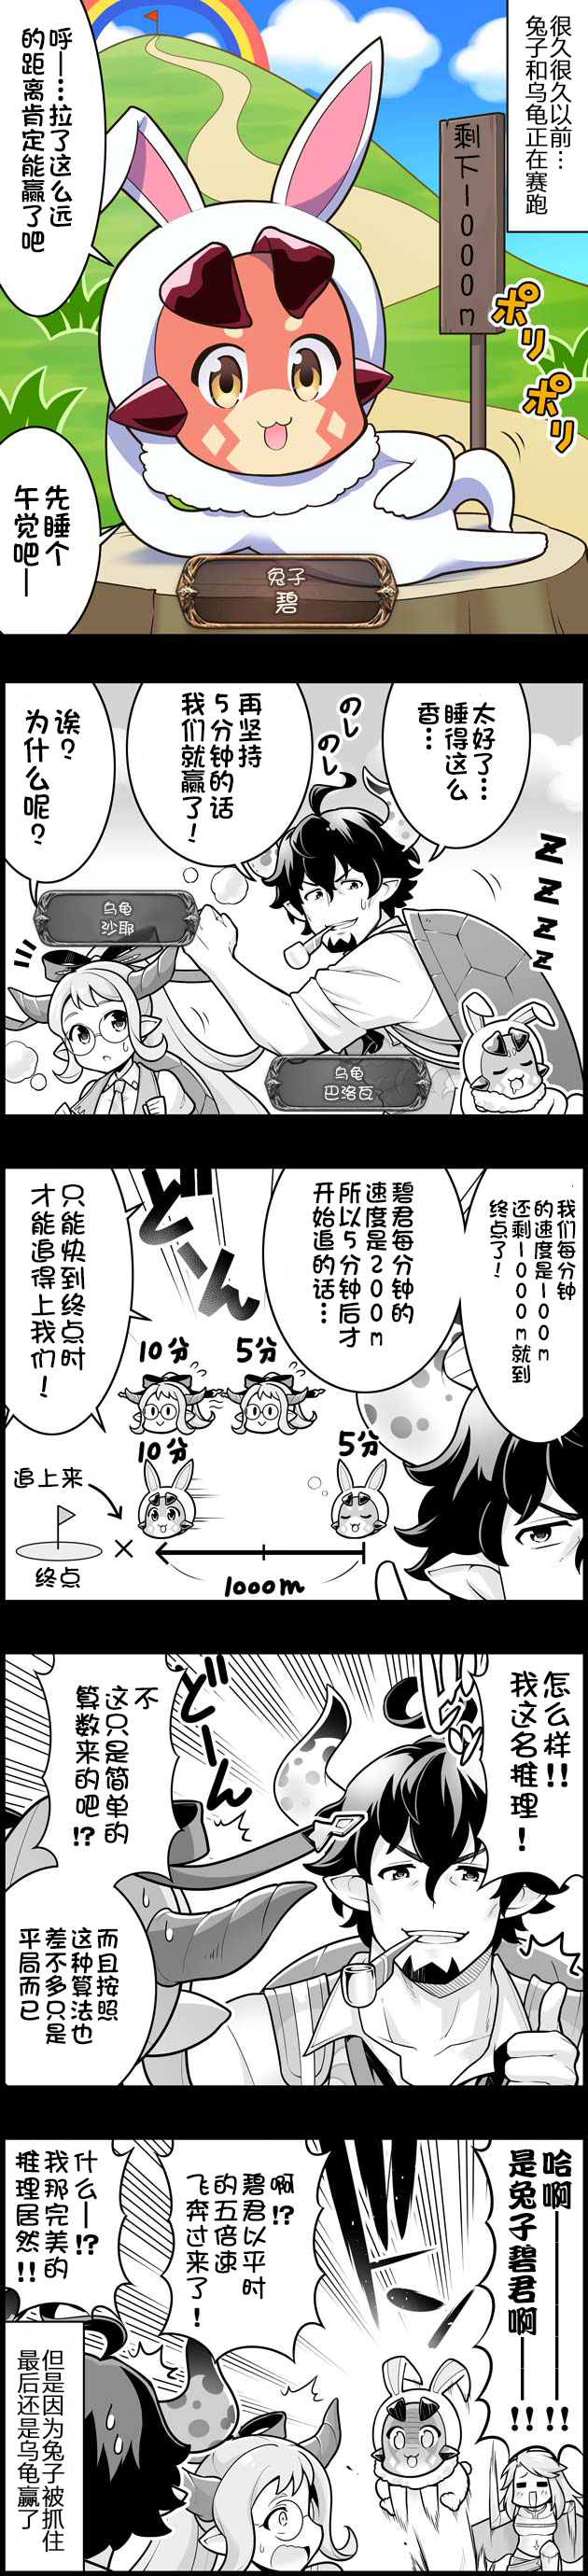 很久很久以前…
兔子和乌龟正在赛跑
剩下1000m
呼ー…拉了这么远
的距离肯定能赢了吧
ポリ
ポリ
先睡个
午觉吧ー
兔子
碧
太好了…
睡得这么
香…
のし
のし
再坚持
5分钟的话
我们就赢了！
诶？
为什么呢？
ZZZZ
乌龟
沙耶
乌龟
巴洛瓦
我们每分钟
的速度是100m
还剩1000m就到
终点了！
碧君每分钟的
速度是200m
所以5分钟后才
开始追的话…
どーん
只能快到终点时
才能追得上我们！
10分
5分
10分
5分
追上来
终点
1000m
怎么样！！
我这名推理！
どーん
不
这只是简单的
算数来的吧！？
而且按照
这种算法也
差不多只是
平局而已
哈啊——！！
是兔子碧君啊——！！
啊！？
碧君以平时
的五倍速
飞奔过来了！
什么ー！？
我那完美的
推理居然！！
但是因为兔子被抓住
最后还是乌龟赢了